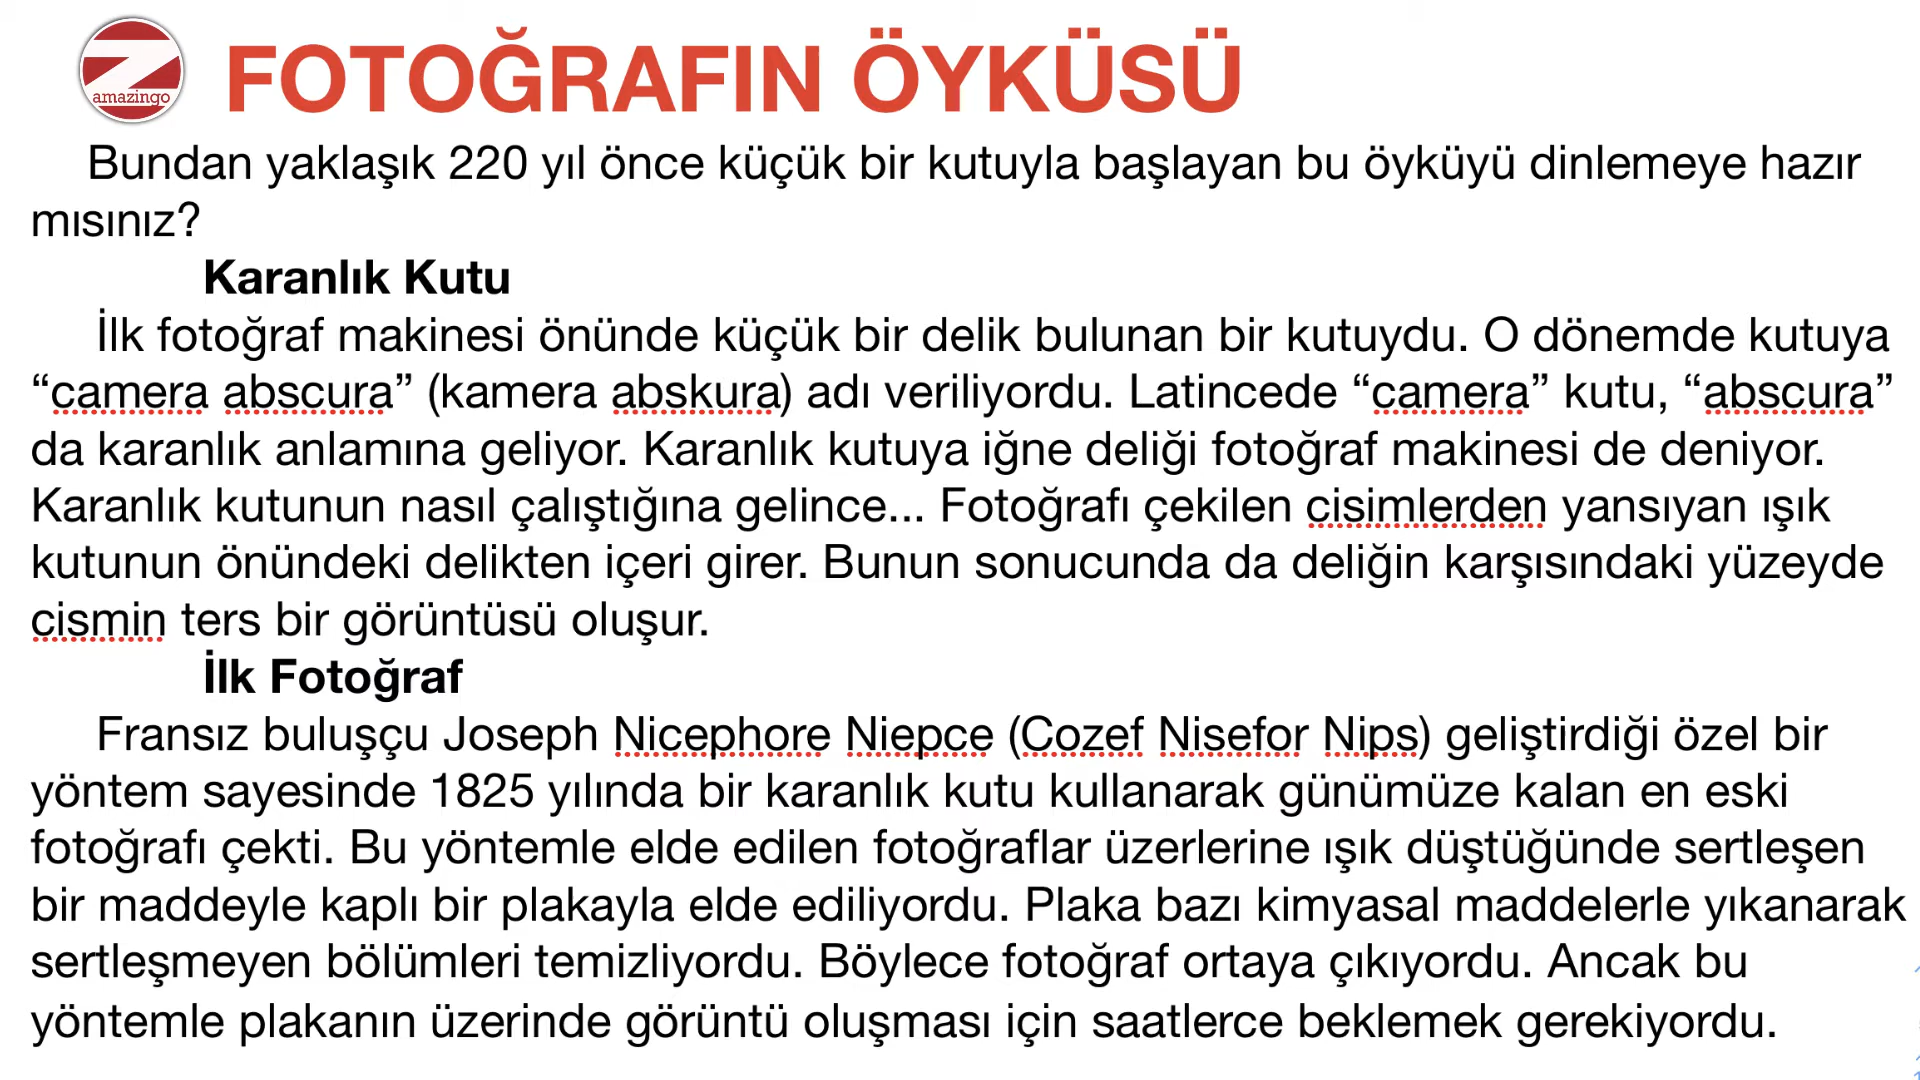 amazingo
FOTOĞRAFIN ÖYKÜSÜ
Bundan yaklaşık 220 yıl önce küçük bir kutuyla başlayan bu öyküyü dinlemeye hazır
mısınız?
Karanlık Kutu
İlk fotoğraf makinesi önünde küçük bir delik bulunan bir kutuydu. O dönemde kutuya
“camera abscura” (kamera abskura) adı veriliyordu. Latincede “camera” kutu, “abscura”
da karanlık anlamına geliyor. Karanlık kutuya iğne deliği fotoğraf makinesi de deniyor.
Karanlık kutunun nasıl çalıştığına gelince... Fotoğrafı çekilen cisimlerden yansıyan ışık
kutunun önündeki delikten içeri girer. Bunun sonucunda da deliğin karşısındaki yüzeyde
cismin ters bir görüntüsü oluşur.
İlk Fotoğraf
Fransız buluşçu Joseph Nicephore Niepce (Cozef Nisefor Nips) geliştirdiği özel bir
yöntem sayesinde 1825 yılında bir karanlık kutu kullanarak günümüze kalan en eski
fotoğrafı çekti. Bu yöntemle elde edilen fotoğraflar üzerlerine ışık düştüğünde sertleşen
bir maddeyle kaplı bir plakayla elde ediliyordu. Plaka bazı kimyasal maddelerle yıkanarak
sertleşmeyen bölümleri temizliyordu. Böylece fotoğraf ortaya çıkıyordu. Ancak bu
yöntemle plakanın üzerinde görüntü oluşması için saatlerce beklemek gerekiyordu.